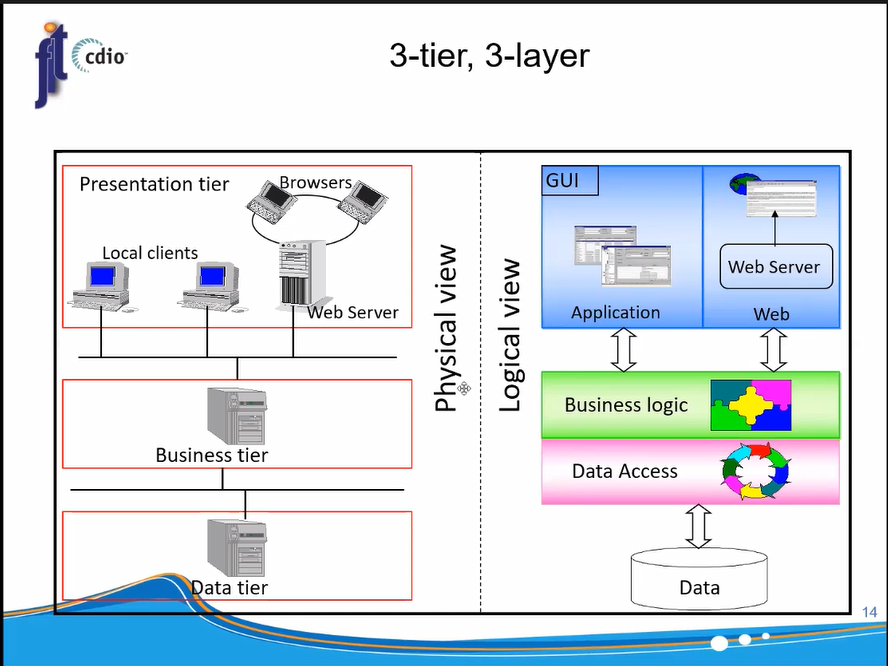 fit
cdio™
3-tier, 3-layer
Presentation tier
Browsers
Local clients
Web Server
Business tier
Data tier
Physical view
Logical view
GUI
Application
Web Server
Web
Business logic
Data Access
Data
14